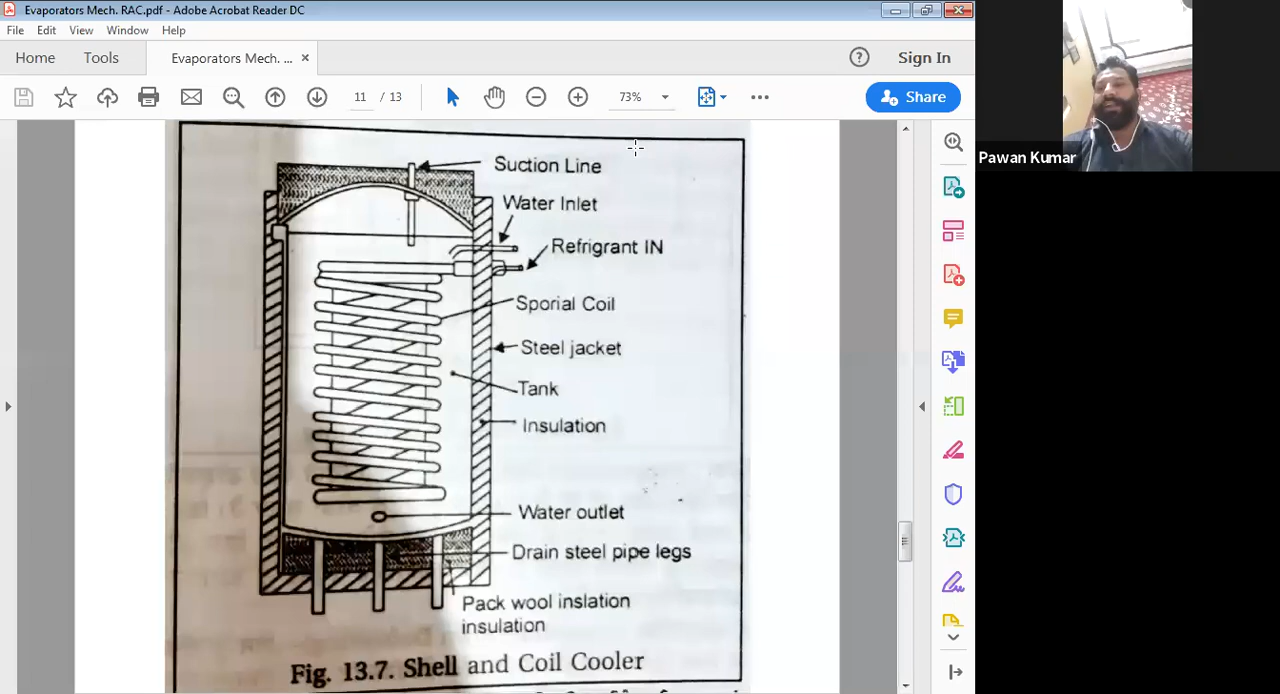 Evaporators Mech. RAC.pdf - Adobe Acrobat Reader DC
File Edit View Window Help
Home Tools Evaporators Mech. ... × ? Sign In
11 / 13 73% Share
Pawan Kumar
Suction Line
Water Inlet
Refrigrant IN
Sporial Coil
Steel jacket
Tank
Insulation
Water outlet
Drain steel pipe legs
Pack wool inslation
insulation
Fig. 13.7. Shell and Coil Cooler